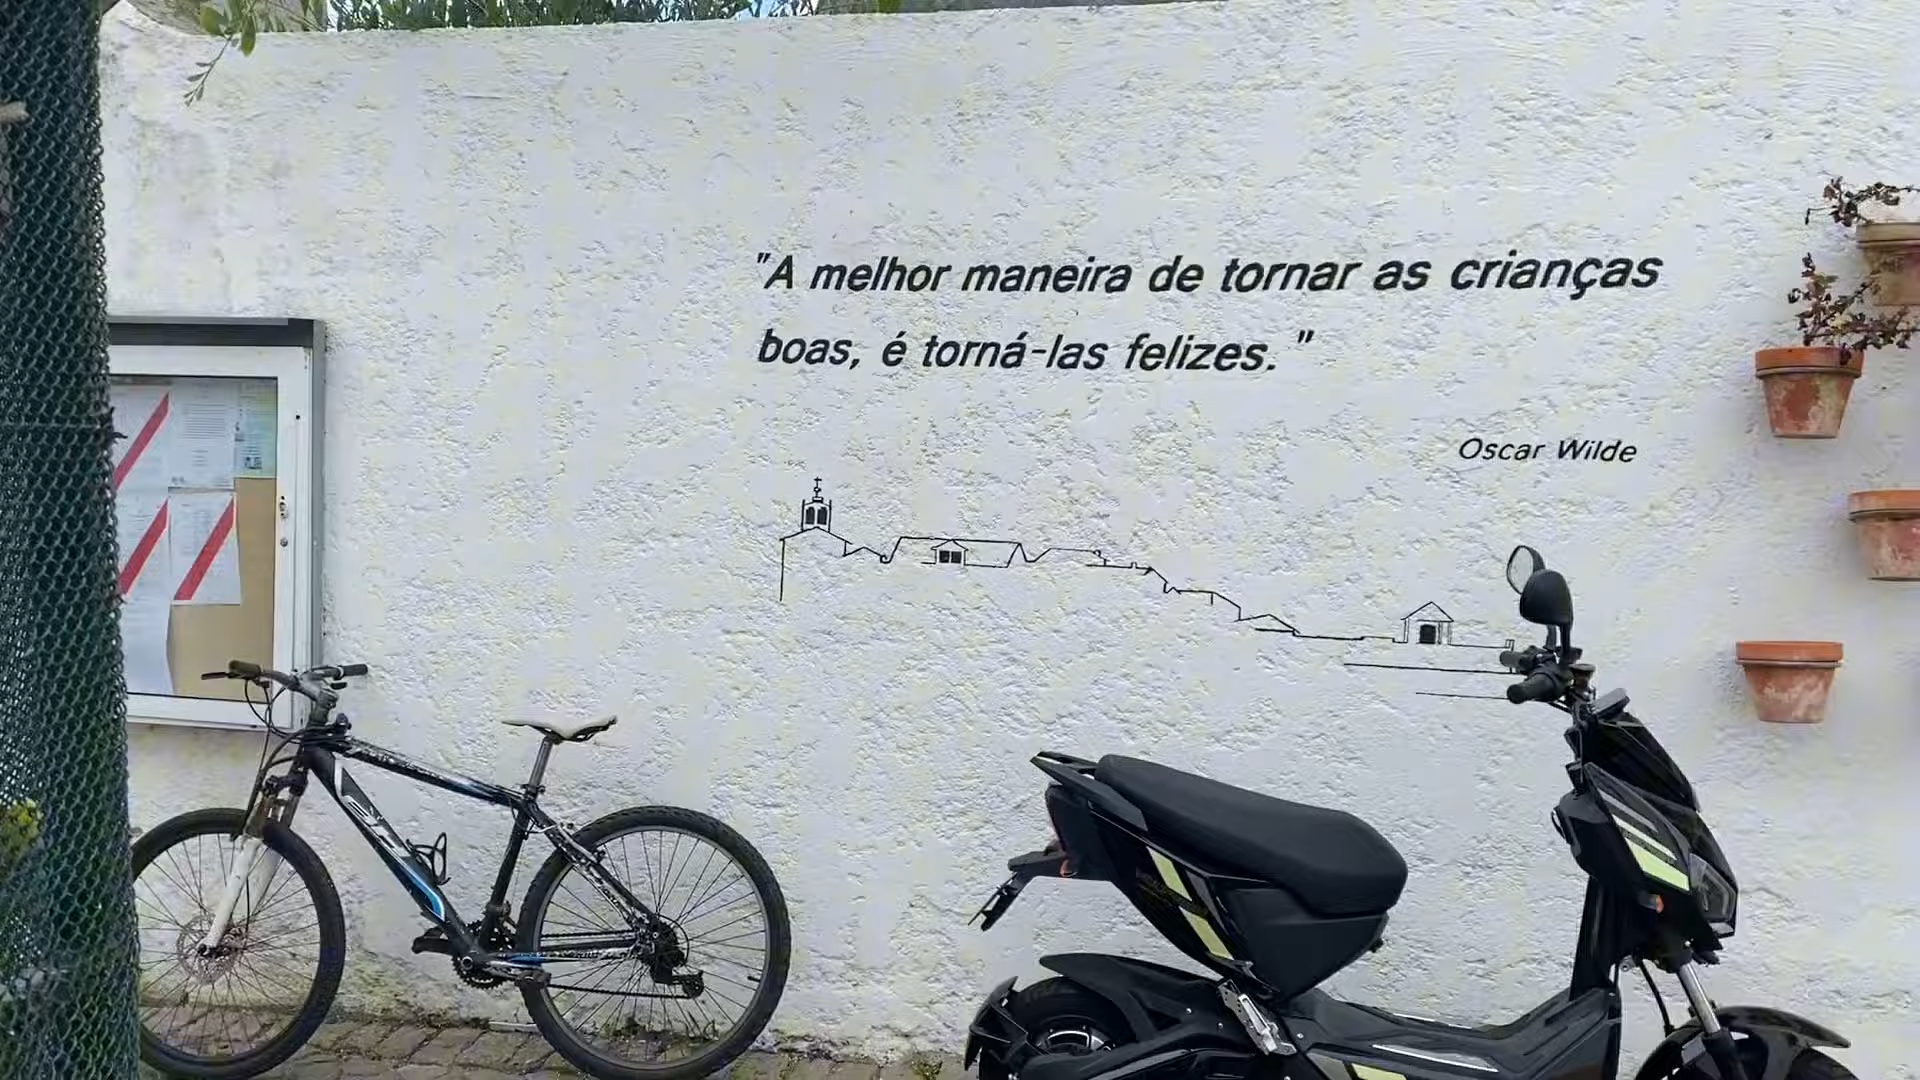 "A melhor maneira de tornar as crianças
boas, é torná-las felizes. "
Oscar Wilde